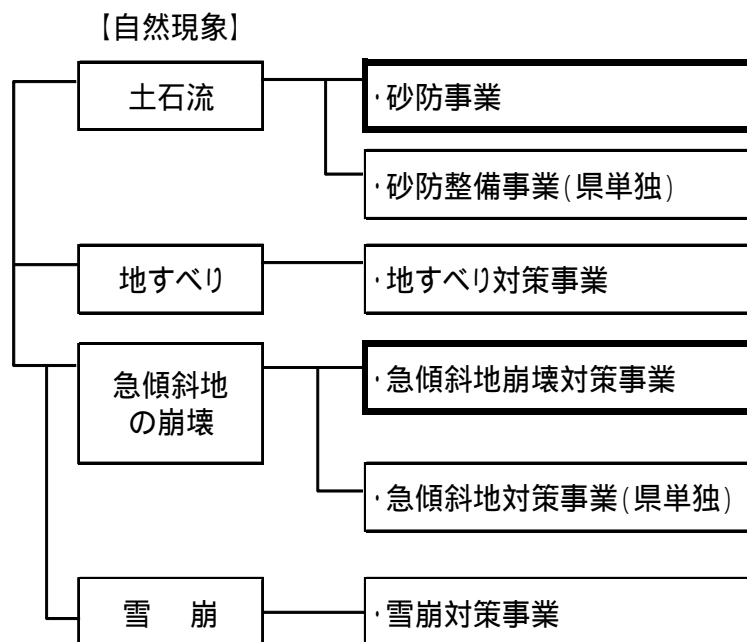 【自然現象】
土石流
・砂防事業
・砂防整備事業(県単独)
地すべり
・地すべり対策事業
急傾斜地
の崩壊
・急傾斜地崩壊対策事業
・急傾斜地対策事業(県単独)
雪　崩
・雪崩対策事業